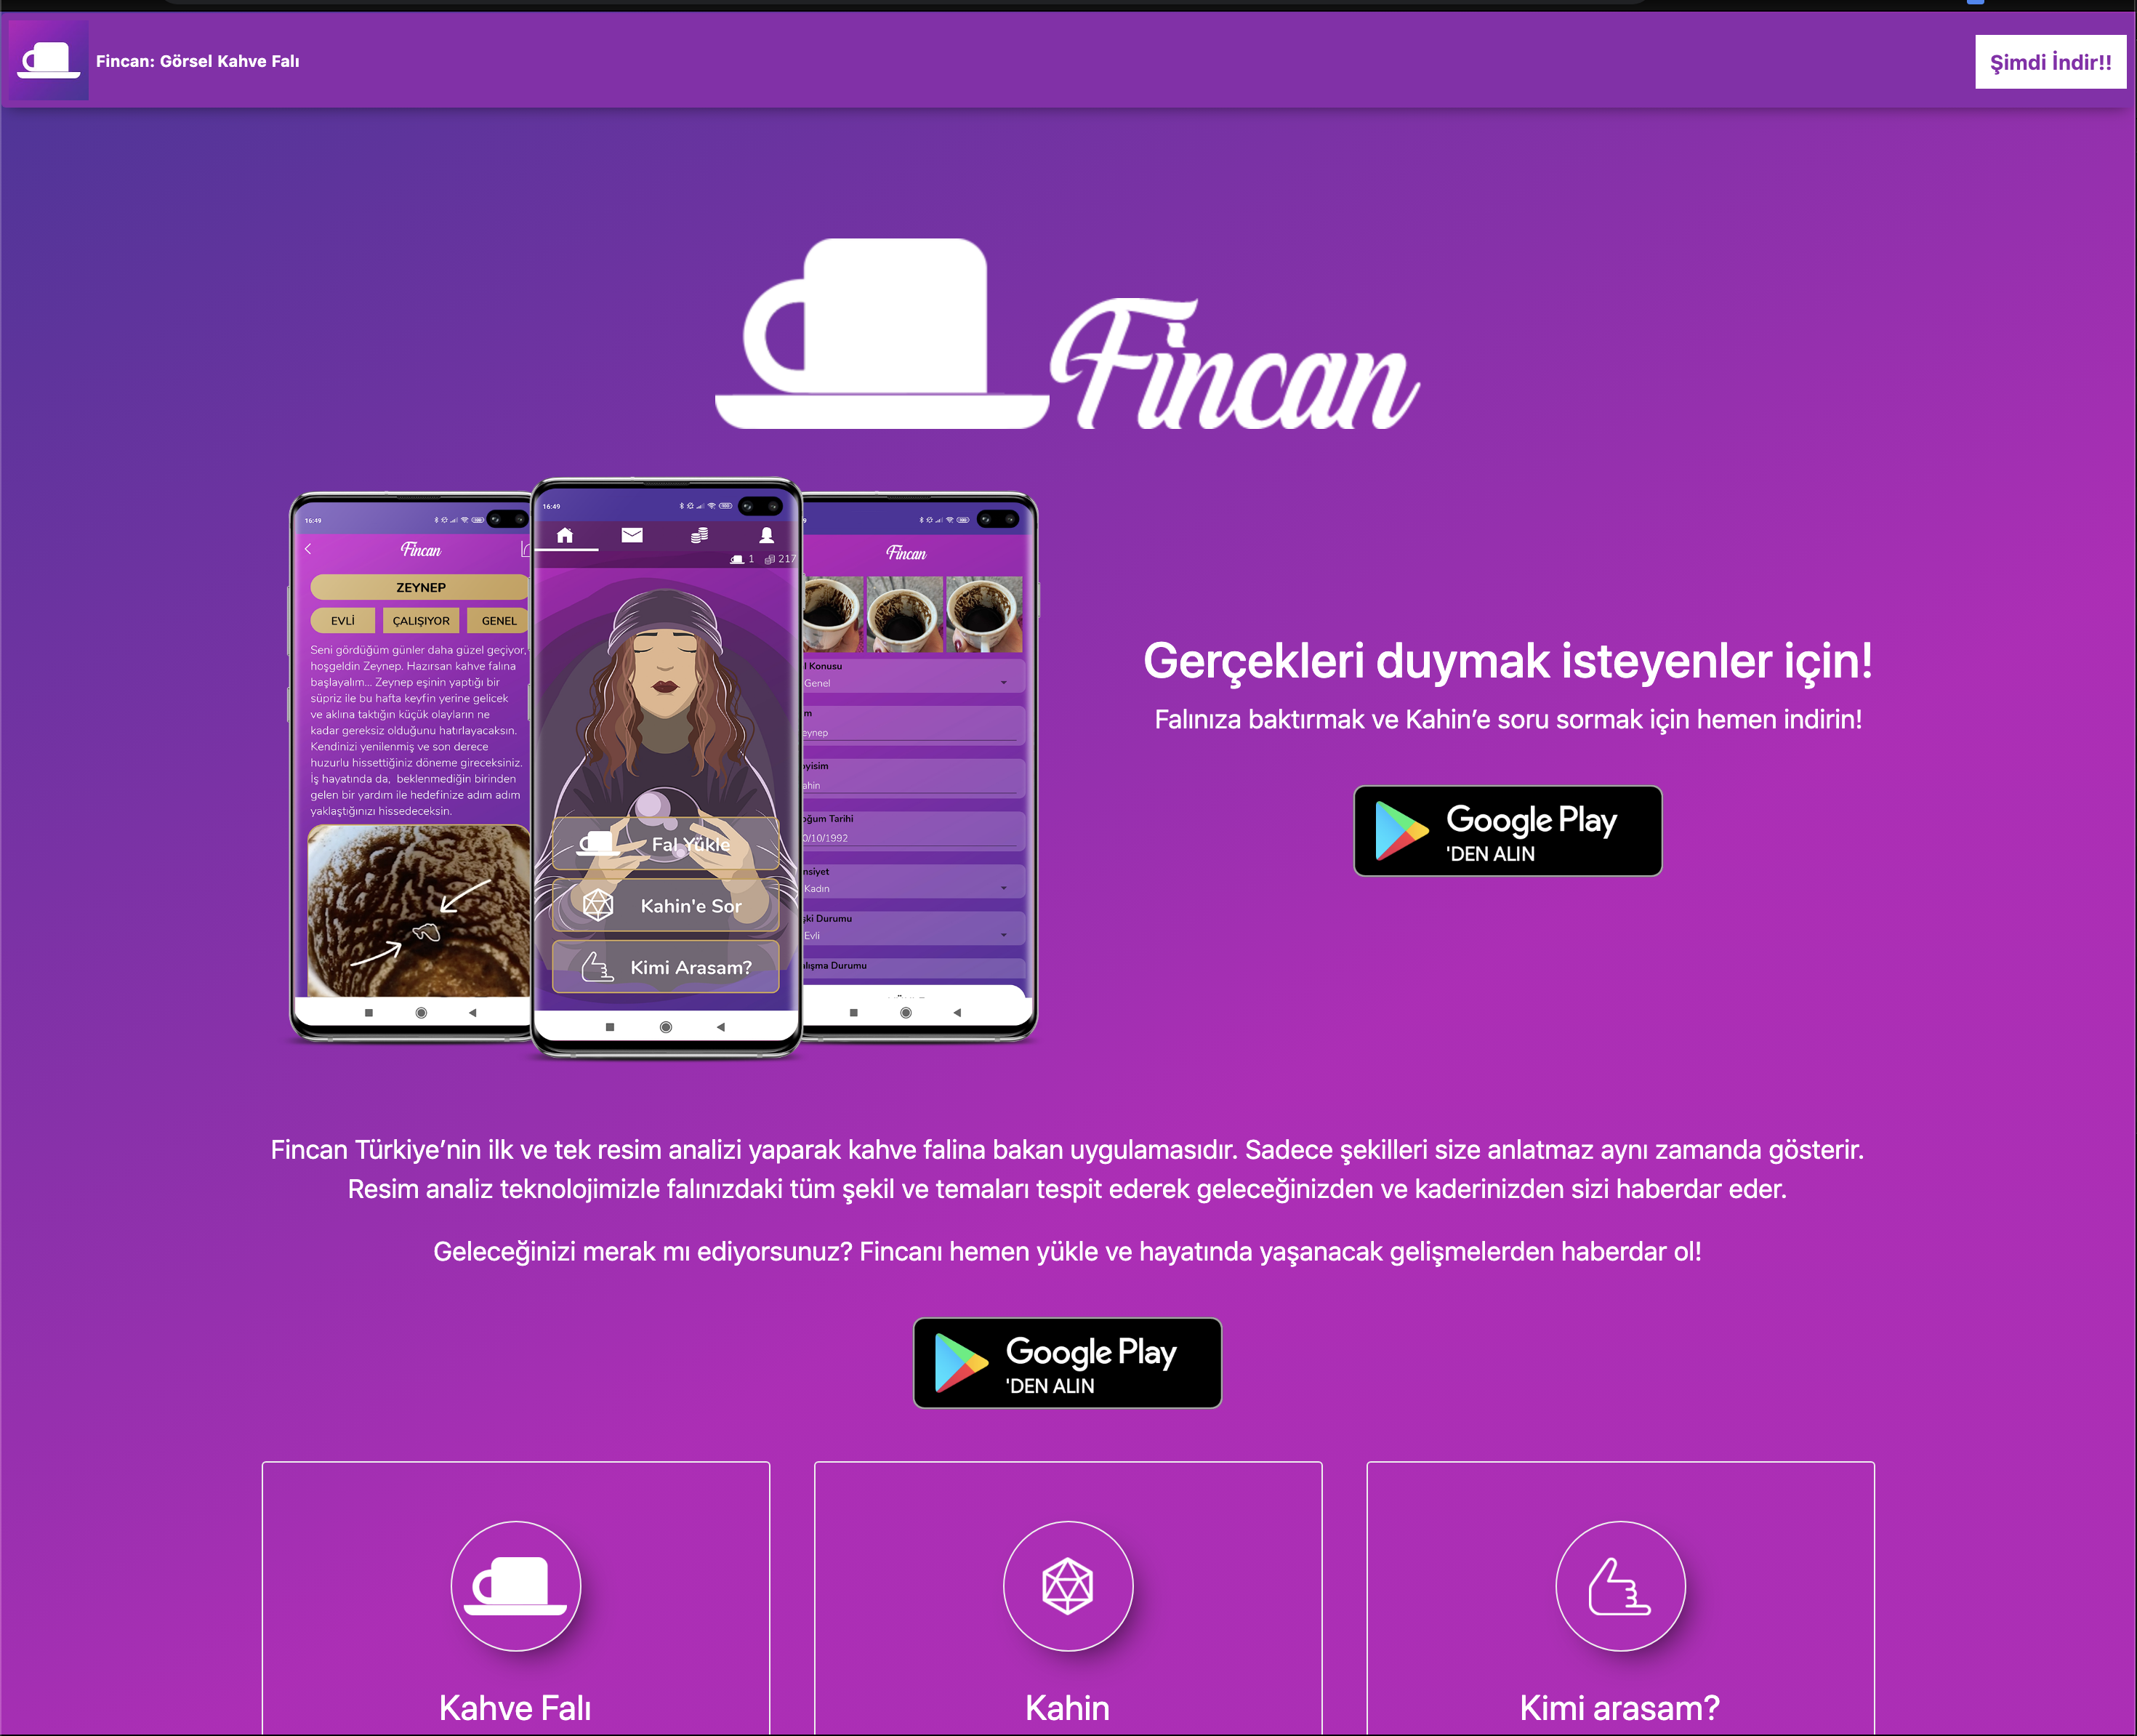 Fincan: Görsel Kahve Falı
Şimdi İndir!!
Fincan
16:49
Fincan
ZEYNEP
EVLİ ÇALIŞIYOR GENEL
Seni gördüğüm günler daha güzel geçiyor,
hoşgeldin Zeynep. Hazırsan kahve falına
başlayalım... Zeynep eşinin yaptığı bir
süpriz ile bu hafta keyfin yerine gelicek
ve aklına taktığın küçük olayların ne
kadar gereksiz olduğunu hatırlayacaksın.
Kendinizi yenilenmiş ve son derece
huzurlu hissettiğiniz döneme gireceksiniz.
İş hayatında da, beklenmediğin birinden
gelen bir yardım ile hedefinize adım adım
yaklaştığınızı hissedeceksin.
16:49
1 217
Fal Yükle
Kahin'e Sor
Kimi Arasam?
Fincan
Konusu
Genel
Tarihi
/10/1992
Kadın
Durumu
Evli
Durumu
Gerçekleri duymak isteyenler için!
Falınıza baktırmak ve Kahin’e soru sormak için hemen indirin!
Google Play
'DEN ALIN
Fincan Türkiye’nin ilk ve tek resim analizi yaparak kahve falina bakan uygulamasıdır. Sadece şekilleri size anlatmaz aynı zamanda gösterir.
Resim analiz teknolojimizle falınızdaki tüm şekil ve temaları tespit ederek geleceğinizden ve kaderinizden sizi haberdar eder.
Geleceğinizi merak mı ediyorsunuz? Fincanı hemen yükle ve hayatında yaşanacak gelişmelerden haberdar ol!
Google Play
'DEN ALIN
Kahve Falı
Kahin
Kimi arasam?